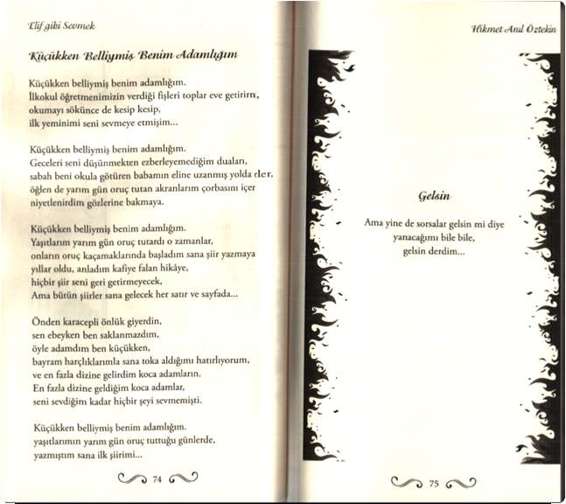 Elif gibi Sevmek
Küçükken Belliymiş Benim Adamlığım
Küçükken belliymiş benim adamlığım.
İlkokul öğretmenimizin verdiği fişleri toplar eve getirirm,
okumayı sökünce de kesip kesip,
ilk yeminimi seni sevmeye etmişim...
Küçükken belliymiş benim adamlığım.
Geceleri seni düşünmekten ezberleyemediğim duaları,
sabah beni okula götüren babamın eline uzanmış yolda rler.
öğlen de yarım gün oruç tutan akranlarım çorbasını içer
niyetlenirdim gözlerine bakmaya.
Küçükken belliymiş benim adamlığım.
Yaşıtlarım yarım gün oruç tutardı o zamanlar,
onların oruç kaçamaklarında başladım sana şiir yazmaya
yıllar oldu, anladım kafiye falan hikâye,
hiçbir şiir seni geri getirmeyecek,
Ama bütün şiirler sana gelecek her satır ve sayfada...
Önden karacepli önlük giyerdin,
sen ebeyken ben saklanmazdım,
öyle adamdım ben küçükken,
bayram harçlıklarımla sana toka aldığımı hatırlıyorum,
ve en fazla dizine gelirdim koca adamların.
En fazla dizine geldiğim koca adamlar,
seni sevdiğim kadar hiçbir şeyi sevmemişti.
Küçükken belliymiş benim adamlığım.
yaşıtlarımın yarım gün oruç tuttuğu günlerde,
yazmıştım sana ilk şiirimi...
74
Hikmet Anıl Öztekin
Gelsin
Ama yine de sorsalar gelsin mi diye
yanacağımı bile bile,
gelsin derdim...
75